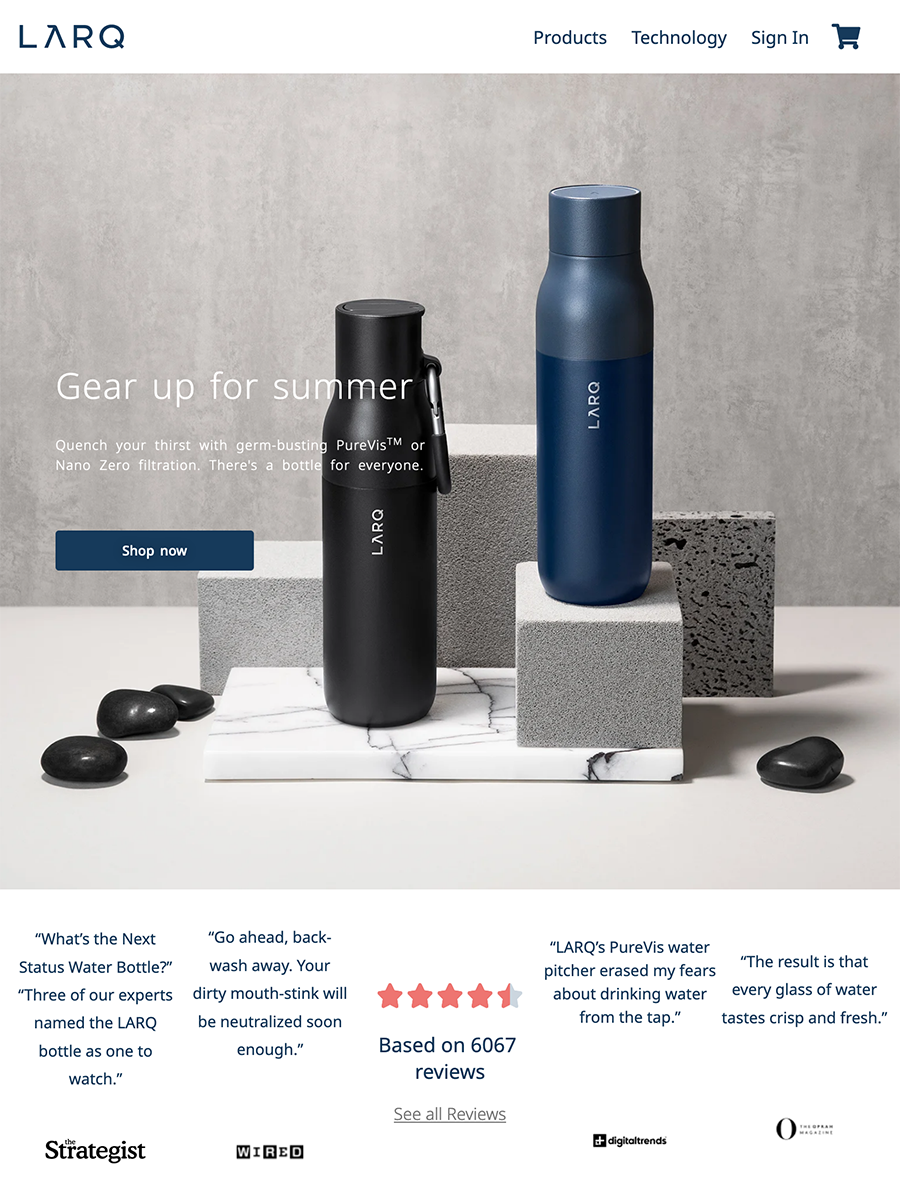 LARQ
Products Technology Sign In
LARQ
Gear up for summer
Quench your thirst with germ-busting PureVis™ or
Nano Zero filtration. There's a bottle for everyone.
LARQ
Shop now
“What’s the Next
Status Water Bottle?”
“Three of our experts
named the LARQ
bottle as one to
watch.”
the
Strategist
“Go ahead, back-
wash away. Your
dirty mouth-stink will
be neutralized soon
enough.”
WIRED
Based on 6067
reviews
See all Reviews
“LARQ’s PureVis water
pitcher erased my fears
about drinking water
from the tap.”
digitaltrends
“The result is that
every glass of water
tastes crisp and fresh.”
O THE OPRAH
MAGAZINE